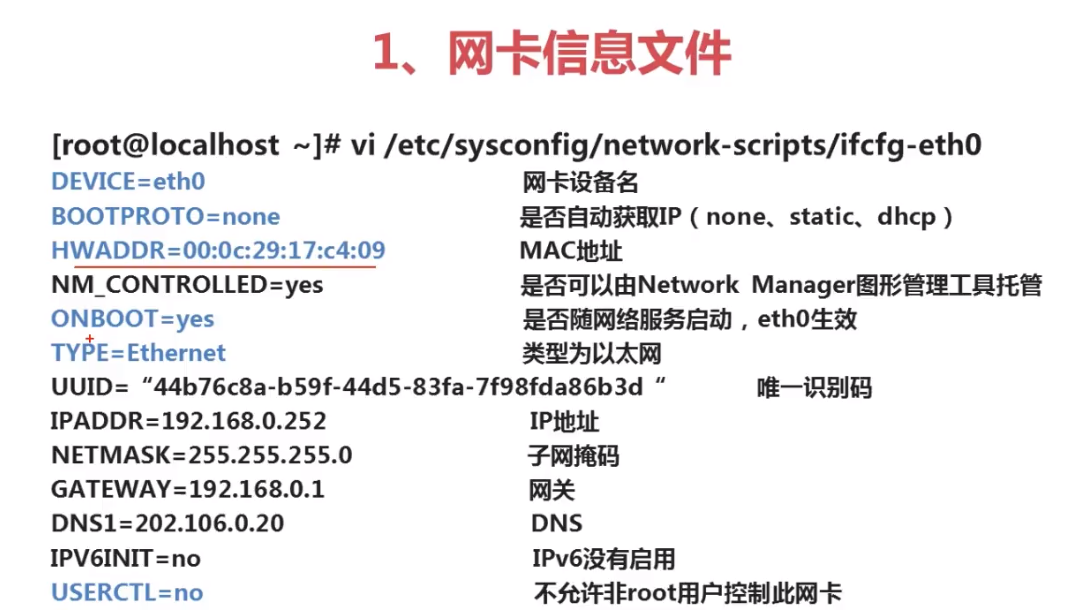 1、网卡信息文件
[root@localhost ~]# vi /etc/sysconfig/network-scripts/ifcfg-eth0
DEVICE=eth0 网卡设备名
BOOTPROTO=none 是否自动获取IP（none、static、dhcp）
HWADDR=00:0c:29:17:c4:09 MAC地址
NM_CONTROLLED=yes 是否可以由Network Manager图形管理工具托管
ONBOOT=yes 是否随网络服务启动，eth0生效
TYPE=Ethernet 类型为以太网
UUID=“44b76c8a-b59f-44d5-83fa-7f98fda86b3d“ 唯一识别码
IPADDR=192.168.0.252 IP地址
NETMASK=255.255.255.0 子网掩码
GATEWAY=192.168.0.1 网关
DNS1=202.106.0.20 DNS
IPV6INIT=no IPv6没有启用
USERCTL=no 不允许非root用户控制此网卡